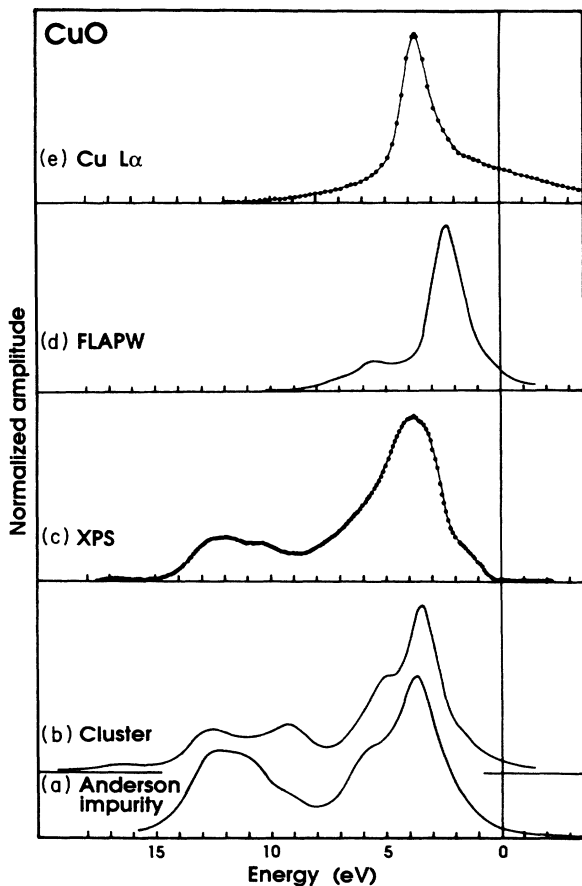 CuO
(e) Cu Lα
(d) FLAPW
Normalized amplitude
(c) XPS
(b) Cluster
(a) Anderson
impurity
15 10 5 0
Energy (eV)